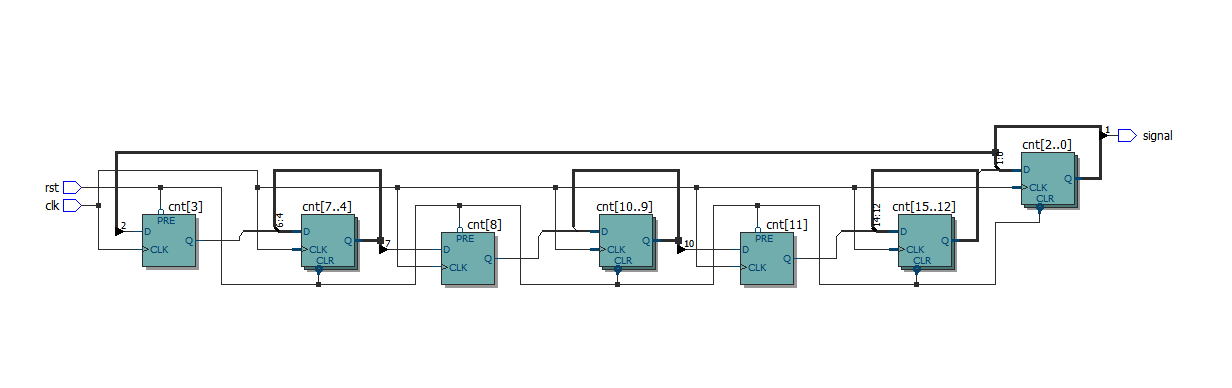 1
signal
cnt[2..0]
1:0
D
Q
CLK
CLR
rst
clk
cnt[3]
PRE
2
D
Q
CLK
cnt[7..4]
6:4
D
Q
CLK
CLR
7
cnt[8]
PRE
D
Q
CLK
cnt[10..9]
D
Q
CLK
CLR
10
cnt[11]
PRE
D
Q
CLK
cnt[15..12]
14:12
D
Q
CLK
CLR